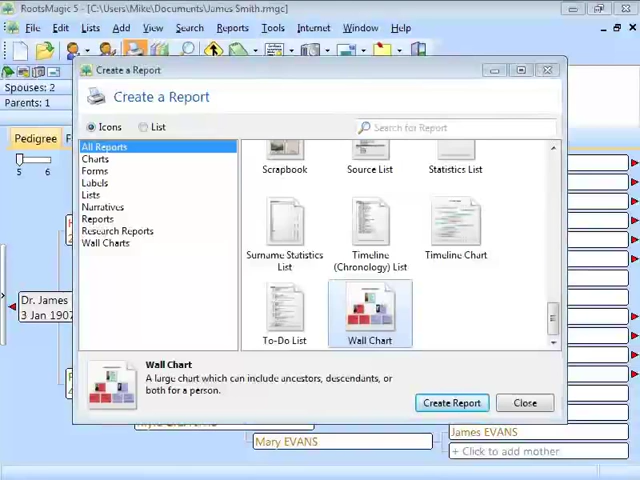 RootsMagic 5 - [C:\Users\Mike\Documents\James Smith.rmgc]
File Edit Lists Add View Search Reports Tools Internet Window Help
Spouses: 2
Parents: 1
Pedigree
5 6
Dr. James
3 Jan 1907
Create a Report
Create a Report
Icons List
Search for Report
All Reports
Charts
Forms
Labels
Lists
Narratives
Reports
Research Reports
Wall Charts
Scrapbook Source List Statistics List
Surname Statistics List
Timeline (Chronology) List
Timeline Chart
To-Do List Wall Chart
Wall Chart
A large chart which can include ancestors, descendants, or
both for a person.
Create Report Close
Mary EVANS
James EVANS
+ Click to add mother